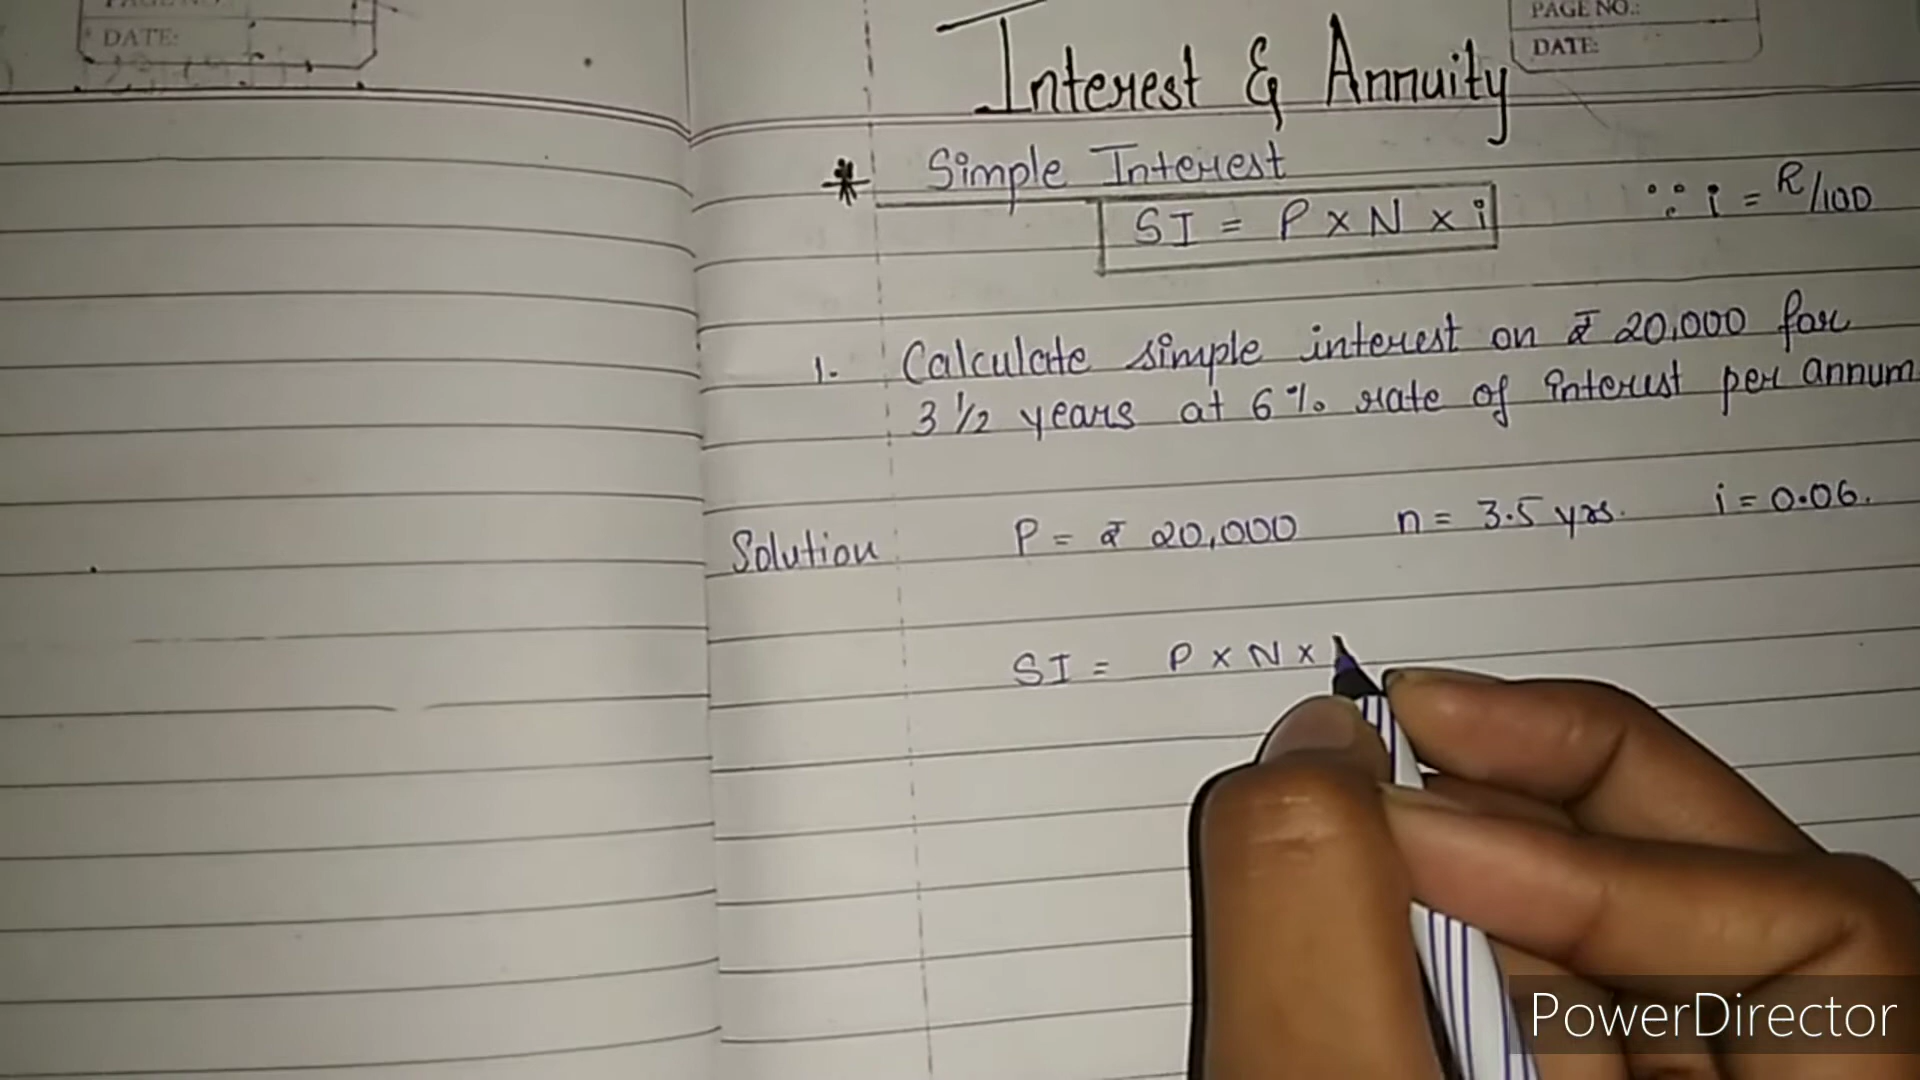 DATE:
PAGE NO.:
DATE:
Interest & Annuity
* Simple Interest
SI = P × N × i ∵ i = R/100
1. Calculate simple interest on ₹ 20,000 for
3 1/2 years at 6% rate of interest per annum
Solution P = ₹ 20,000 n = 3.5 yrs. i = 0.06.
SI = P × N ×
PowerDirector